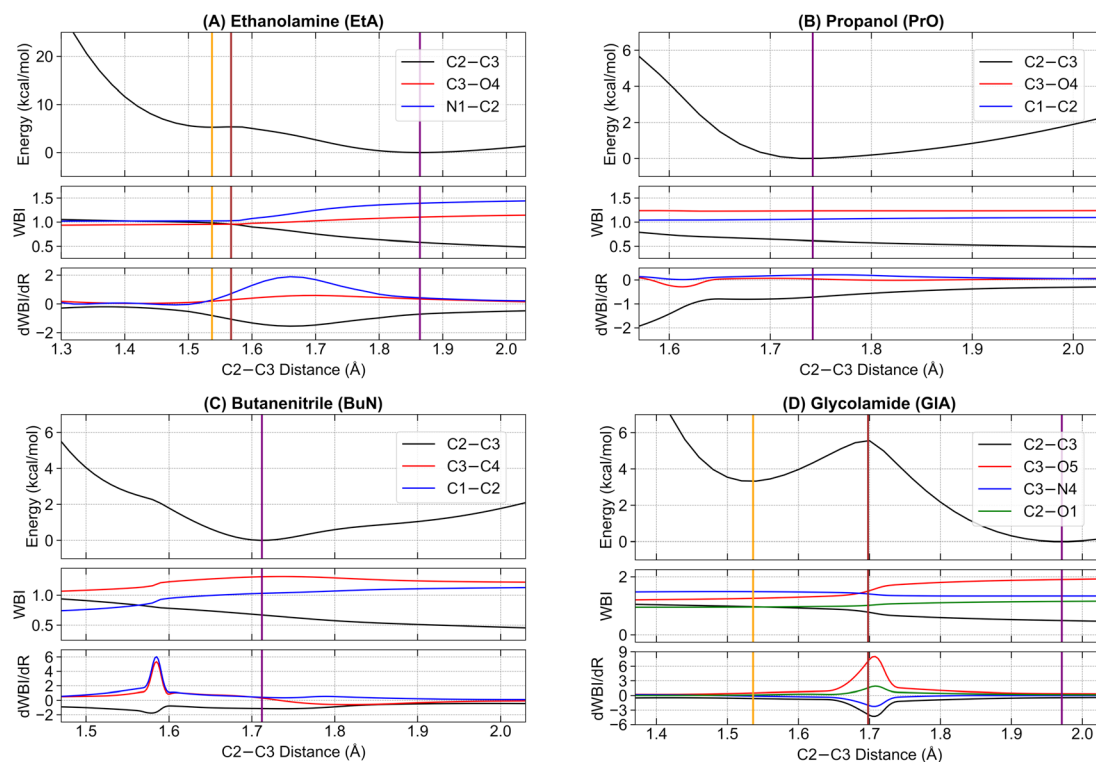 (A) Ethanolamine (EtA)
Energy (kcal/mol)
20
10
0
C2−C3
C3−O4
N1−C2
WBI
1.5
1.0
0.5
dWBI/dR
2
0
−2
1.3 1.4 1.5 1.6 1.7 1.8 1.9 2.0
C2−C3 Distance (Å)
(B) Propanol (PrO)
Energy (kcal/mol)
6
4
2
0
C2−C3
C3−O4
C1−C2
WBI
1.5
1.0
0.5
dWBI/dR
0
−1
−2
1.6 1.7 1.8 1.9 2.0
C2−C3 Distance (Å)
(C) Butanenitrile (BuN)
Energy (kcal/mol)
6
4
2
0
C2−C3
C3−C4
C1−C2
WBI
1.0
0.5
dWBI/dR
6
4
2
0
−2
1.5 1.6 1.7 1.8 1.9 2.0
C2−C3 Distance (Å)
(D) Glycolamide (GlA)
Energy (kcal/mol)
6
4
2
0
C2−C3
C3−O5
C3−N4
C2−O1
WBI
2
0
dWBI/dR
9
6
3
0
−3
−6
1.4 1.5 1.6 1.7 1.8 1.9 2.0
C2−C3 Distance (Å)